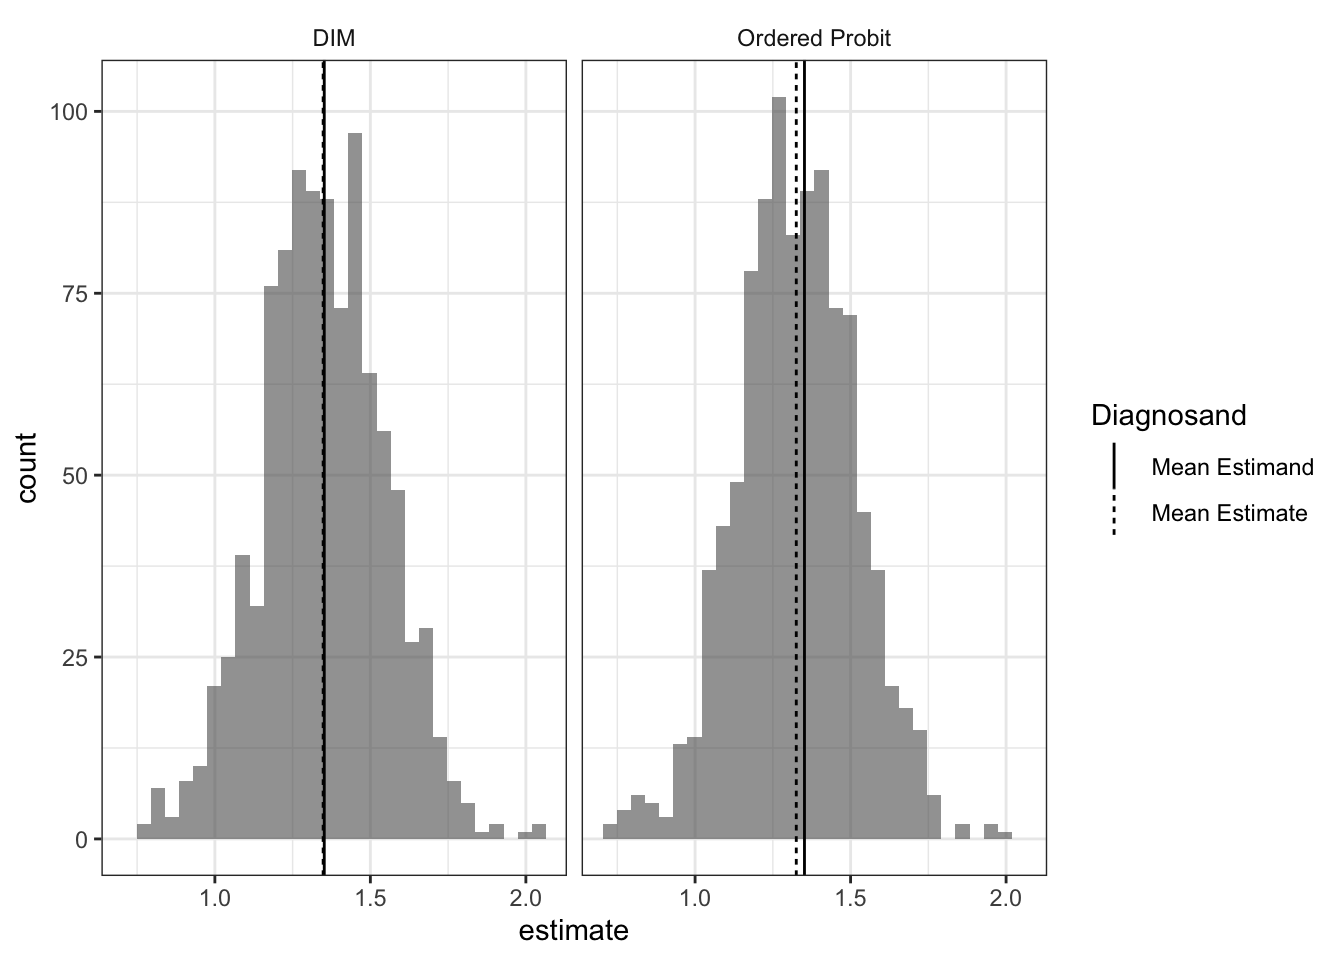 DIM
Ordered Probit
100
75
50
25
0
count
1.0 1.5 2.0
1.0 1.5 2.0
estimate
Diagnosand
Mean Estimand
Mean Estimate